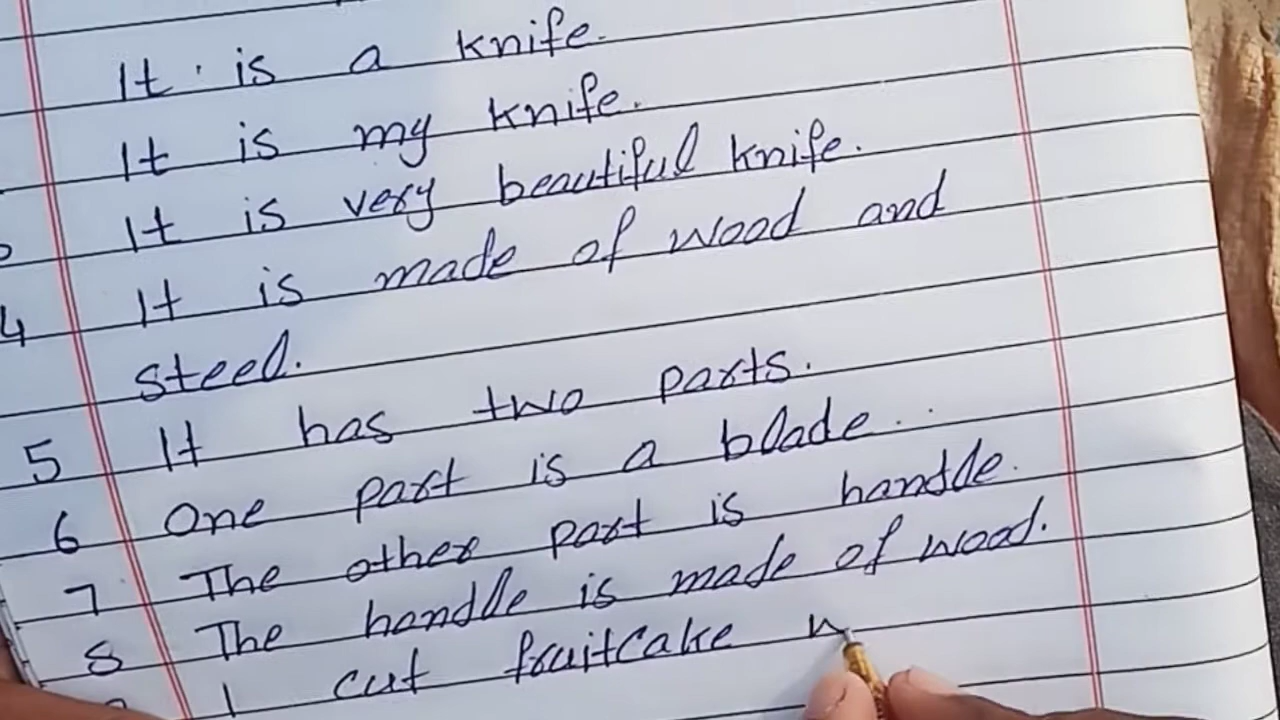 It is a knife.
It is my knife.
It is very beautiful knife.
4 It is made of wood and
steel.
5 It has two parts.
6 One part is a blade.
7 The other part is handle.
8 The handle is made of wood.
I cut fruitcake